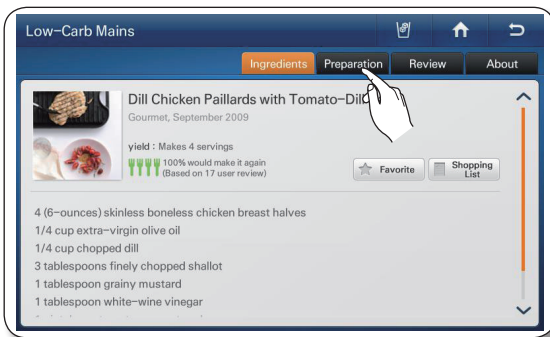 Low-Carb Mains
Ingredients Preparation Review About
Dill Chicken Paillards with Tomato-Dill
Gourmet, September 2009
yield : Makes 4 servings
100% would make it again
(Based on 17 user review)
Favorite
Shopping
List
4 (6-ounces) skinless boneless chicken breast halves
1/4 cup extra-virgin olive oil
1/4 cup chopped dill
3 tablespoons finely chopped shallot
1 tablespoon grainy mustard
1 tablespoon white-wine vinegar